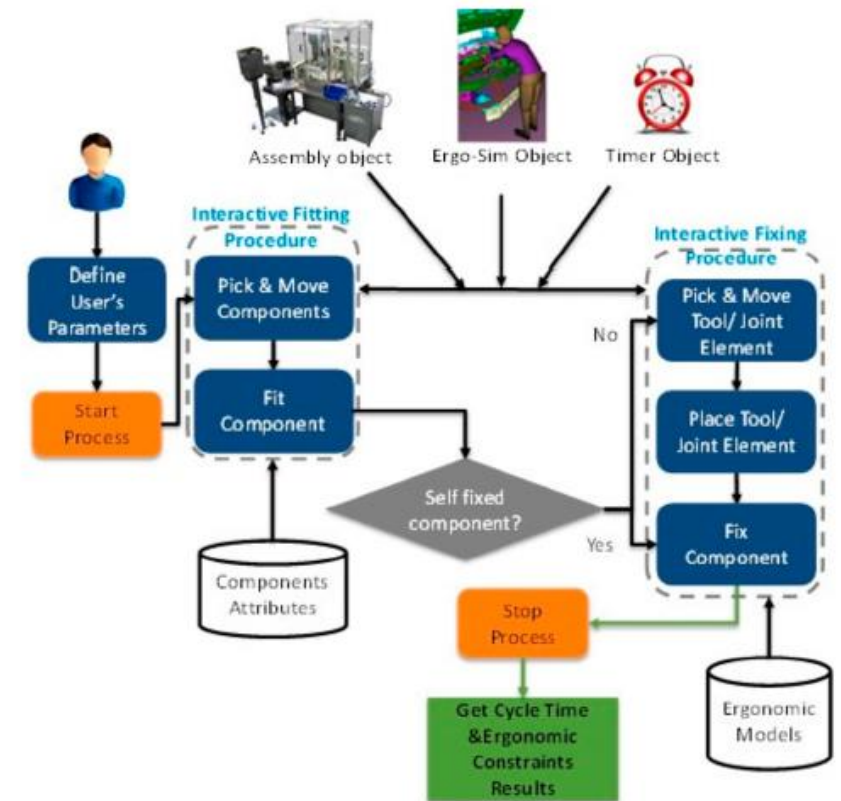 Assembly object
Ergo-Sim Object
Timer Object
Interactive Fitting
Procedure
Interactive Fixing
Procedure
Define
User's
Parameters
Pick & Move
Components
Pick & Move
Tool/ Joint
Element
No
Start
Process
Fit
Component
Place Tool/
Joint Element
Self fixed
component?
Fix
Component
Yes
Components
Attributes
Stop
Process
Get Cycle Time
&Ergonomic
Constraints
Results
Ergonomic
Models